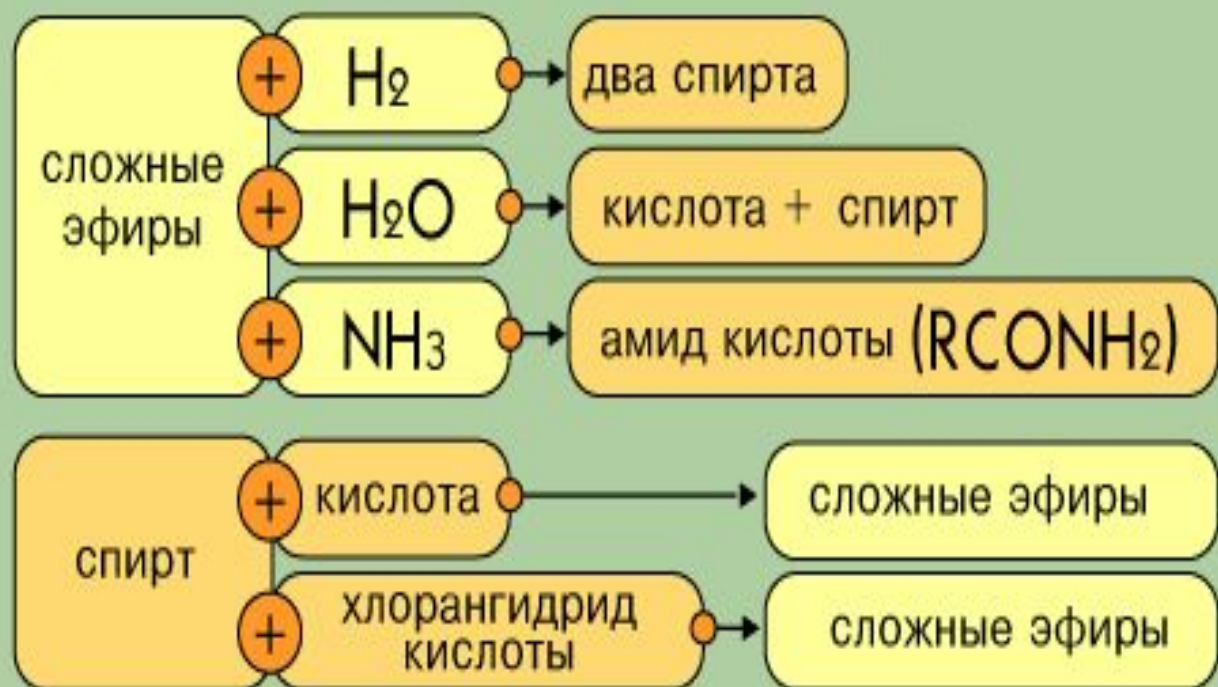 сложные
эфиры
+ H₂ два спирта
+ H₂O кислота + спирт
+ NH₃ амид кислоты (RCONH₂)
спирт
+ кислота сложные эфиры
+ хлорангидрид
кислоты
сложные эфиры